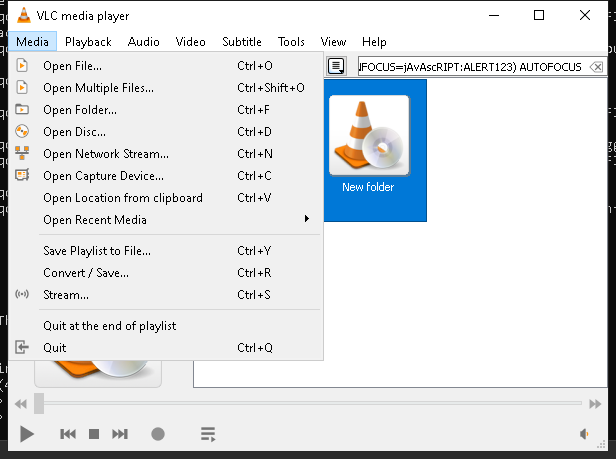 VLC media player
Media Playback Audio Video Subtitle Tools View Help
Open File... Ctrl+O
Open Multiple Files... Ctrl+Shift+O
Open Folder... Ctrl+F
Open Disc... Ctrl+D
Open Network Stream... Ctrl+N
Open Capture Device... Ctrl+C
Open Location from clipboard Ctrl+V
Open Recent Media
Save Playlist to File... Ctrl+Y
Convert / Save... Ctrl+R
Stream... Ctrl+S
Quit at the end of playlist
Quit Ctrl+Q
FOCUS=jAvAscRIPT:ALERT123) AUTOFOCUS
New folder